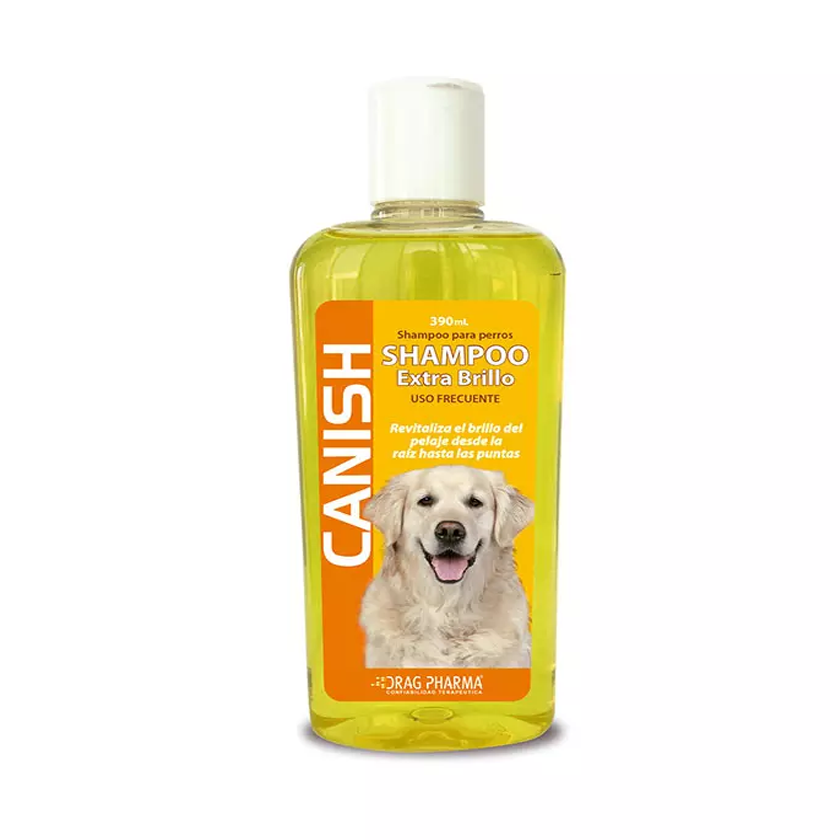 390mL
Shampoo para perros
SHAMPOO
Extra Brillo
USO FRECUENTE
Revitaliza el brillo del
pelaje desde la
raíz hasta las puntas
CANISH
DRAG PHARMA®
CONFIABILIDAD TERAPEUTICA